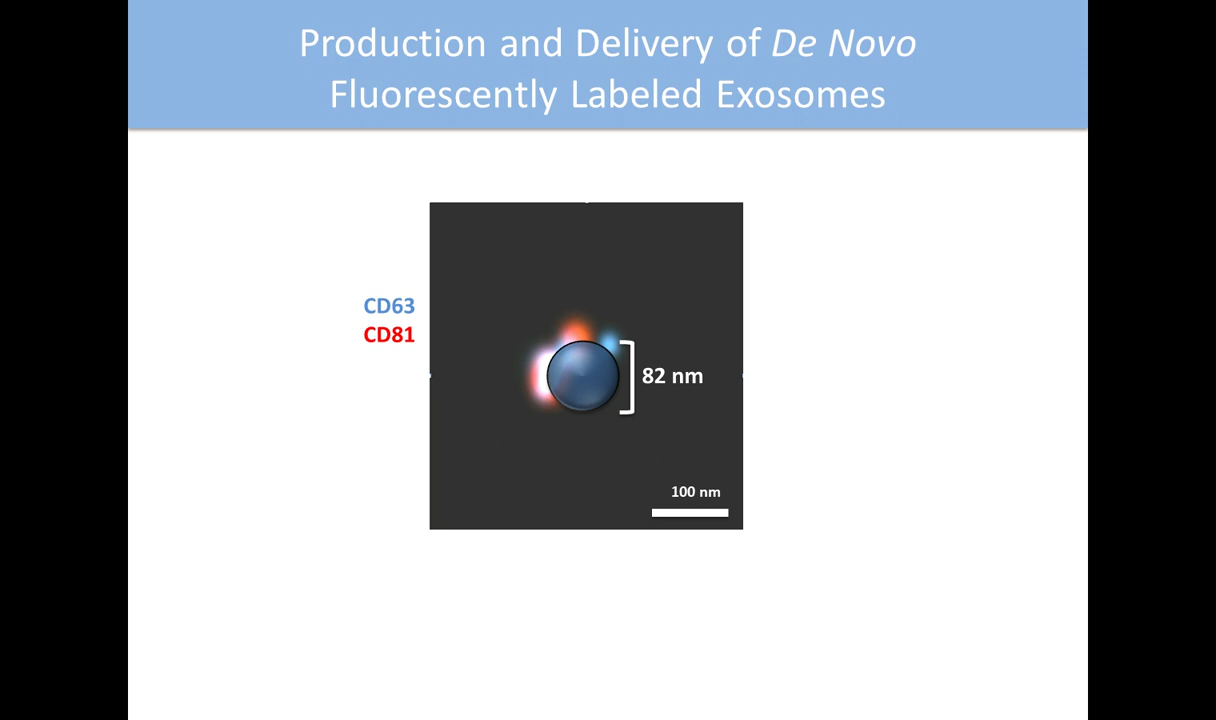 Production and Delivery of De Novo
Fluorescently Labeled Exosomes
CD63
CD81
82 nm
100 nm